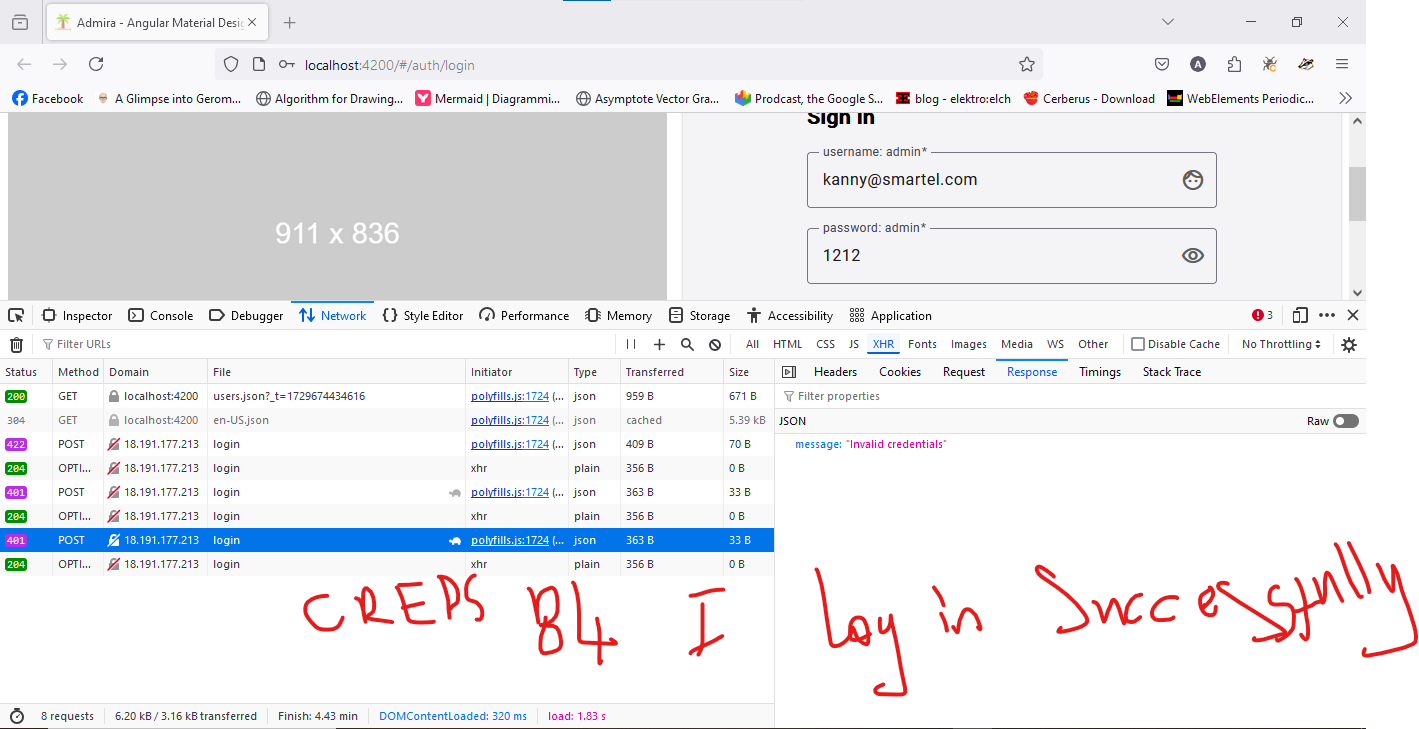 Admira - Angular Material Desig
localhost:4200/#/auth/login
Facebook A Glimpse into Gerom... Algorithm for Drawing... Mermaid | Diagrammi... Asymptote Vector Gra... Prodcast, the Google S... blog - elektro:elch Cerberus - Download WebElements Periodic...
911 x 836
Sign in
username: admin*
kanny@smartel.com
password: admin*
1212
Inspector Console Debugger Network Style Editor Performance Memory Storage Accessibility Application 3
Filter URLs All HTML CSS JS XHR Fonts Images Media WS Other Disable Cache No Throttling
Status Method Domain File Initiator Type Transferred Size
200 GET localhost:4200 users.json?_t=1729674434616 polyfills.js:1724 (... json 959 B 671 B
304 GET localhost:4200 en-US.json polyfills.js:1724 (... json cached 5.39 kB
422 POST 18.191.177.213 login polyfills.js:1724 (... json 409 B 70 B
204 OPTI... 18.191.177.213 login xhr plain 356 B 0 B
401 POST 18.191.177.213 login polyfills.js:1724 (... json 363 B 33 B
204 OPTI... 18.191.177.213 login xhr plain 356 B 0 B
401 POST 18.191.177.213 login polyfills.js:1724 (... json 363 B 33 B
204 OPTI... 18.191.177.213 login xhr plain 356 B 0 B
Headers Cookies Request Response Timings Stack Trace
Filter properties
JSON Raw
message: "Invalid credentials"
CREPS B4 I Log in Successfully
8 requests 6.20 kB / 3.16 kB transferred Finish: 4.43 min DOMContentLoaded: 320 ms load: 1.83 s